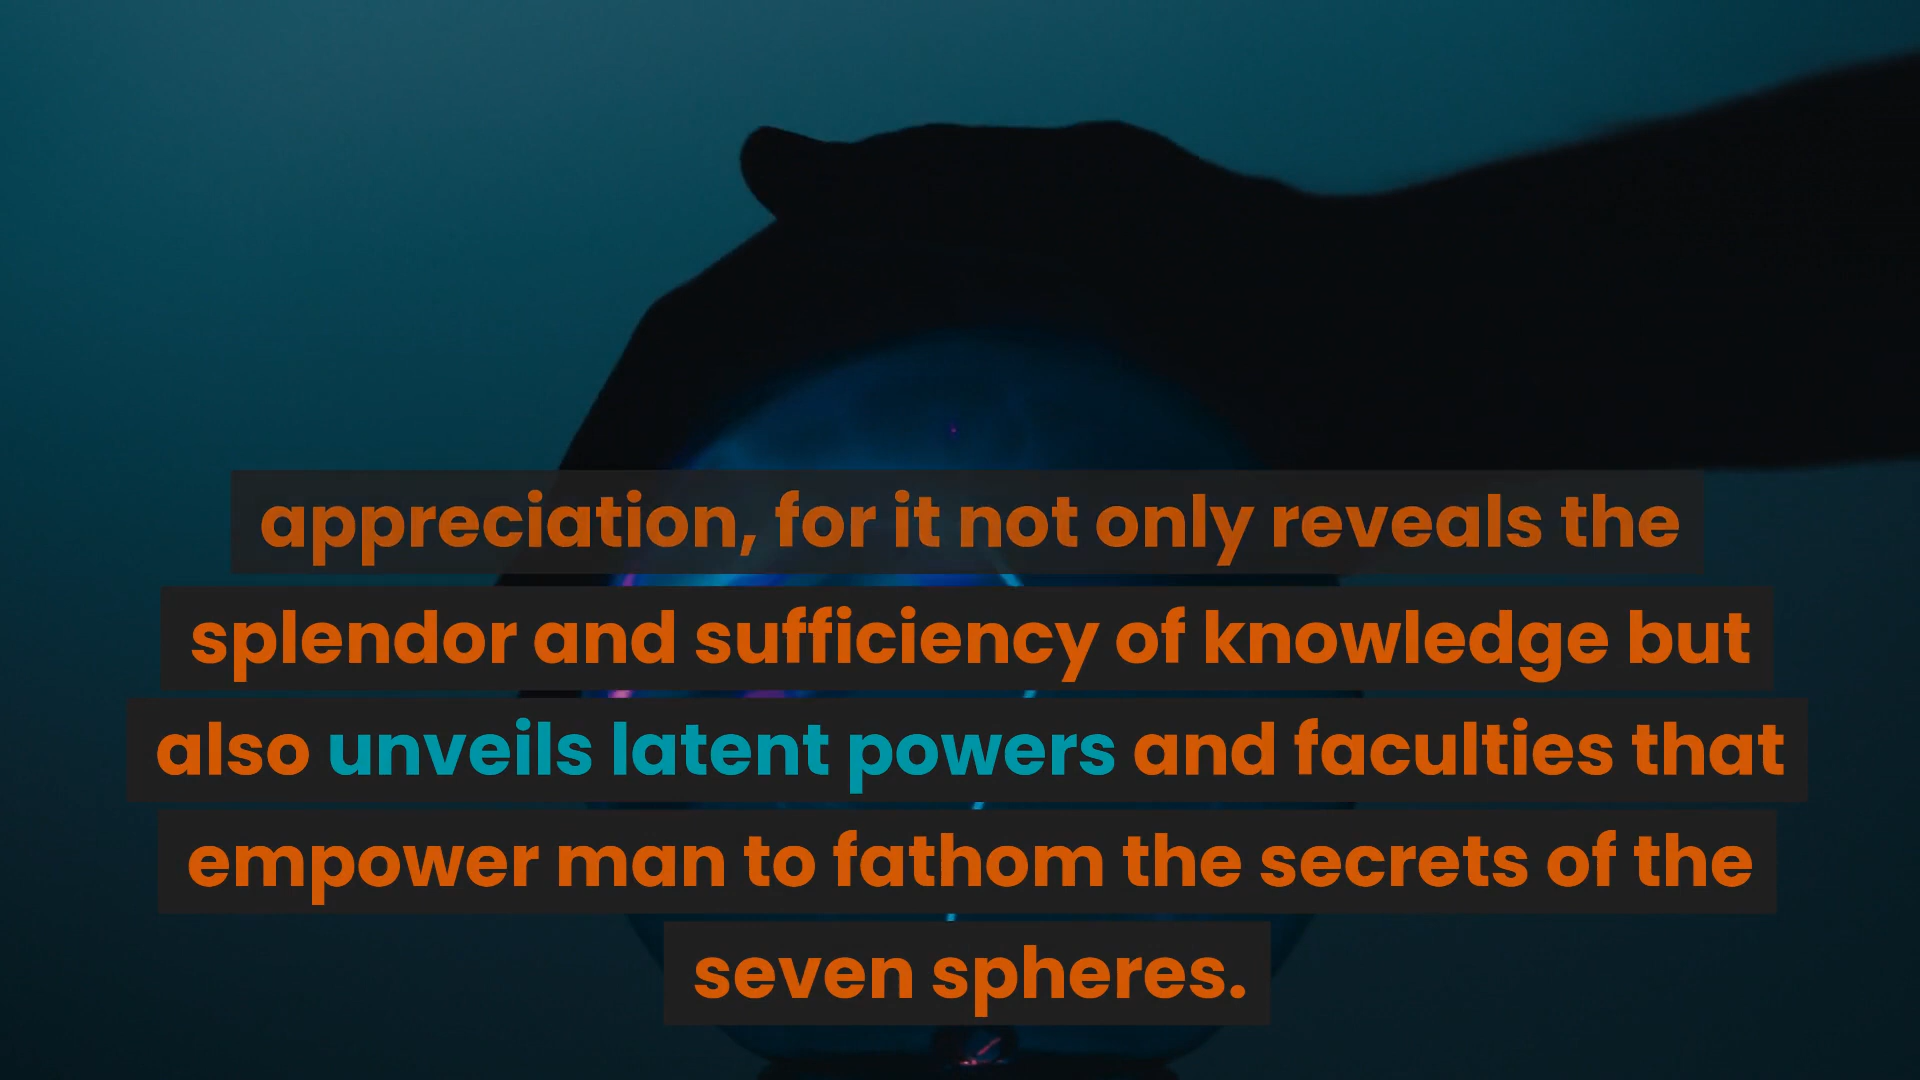 appreciation, for it not only reveals the
splendor and sufficiency of knowledge but
also unveils latent powers and faculties that
empower man to fathom the secrets of the
seven spheres.